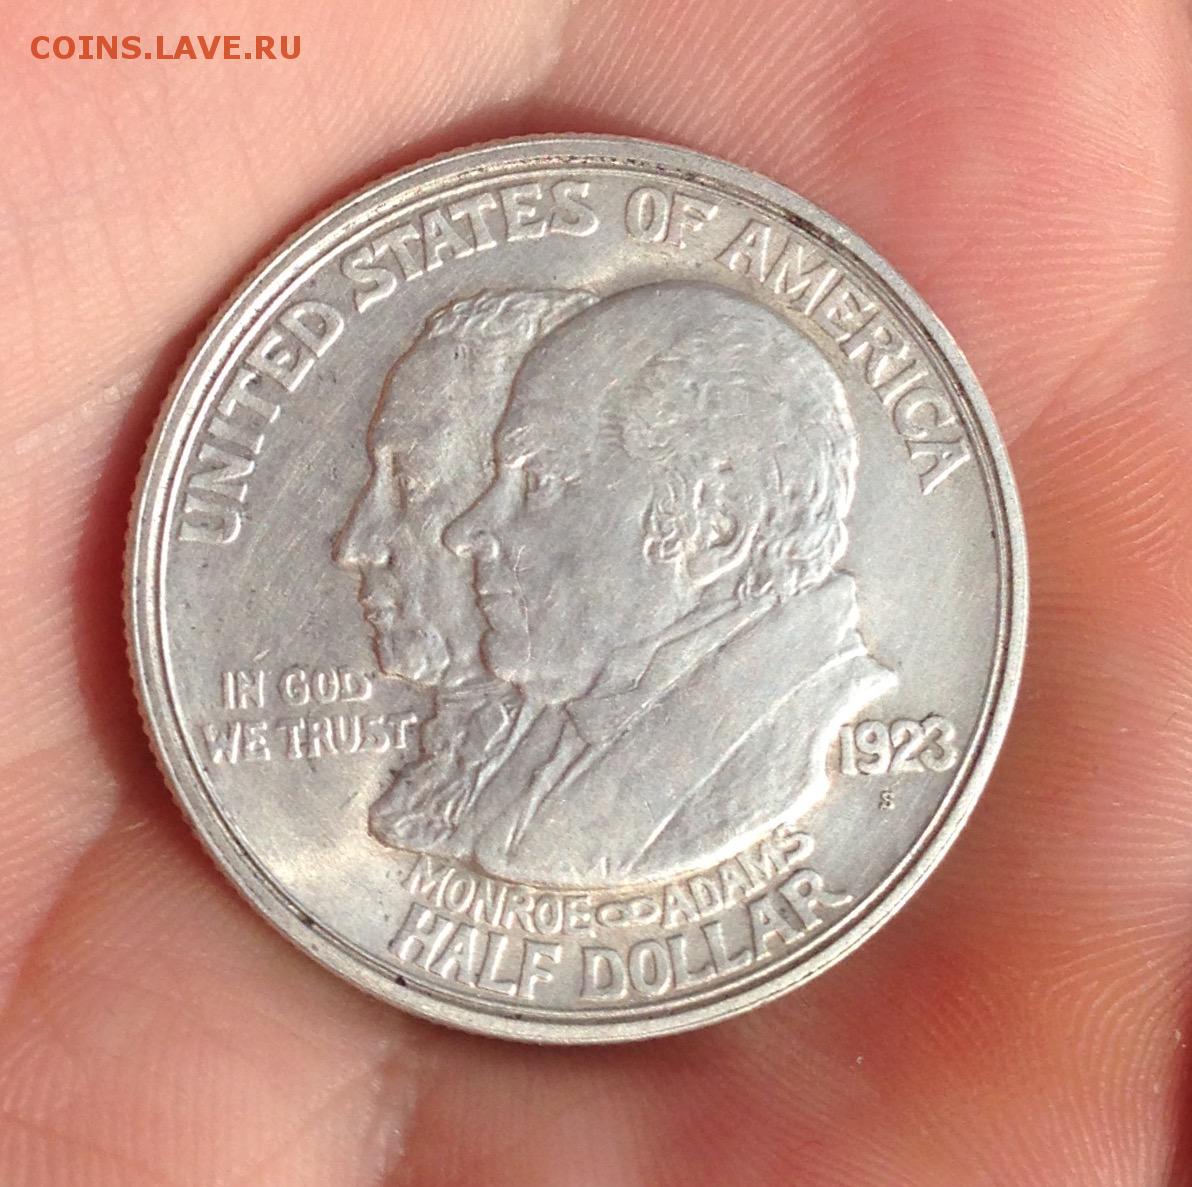 COINS.LAVE.RU
UNITED STATES OF AMERICA
IN GOD
WE TRUST
1923
S
MONROE ADAMS
HALF DOLLAR